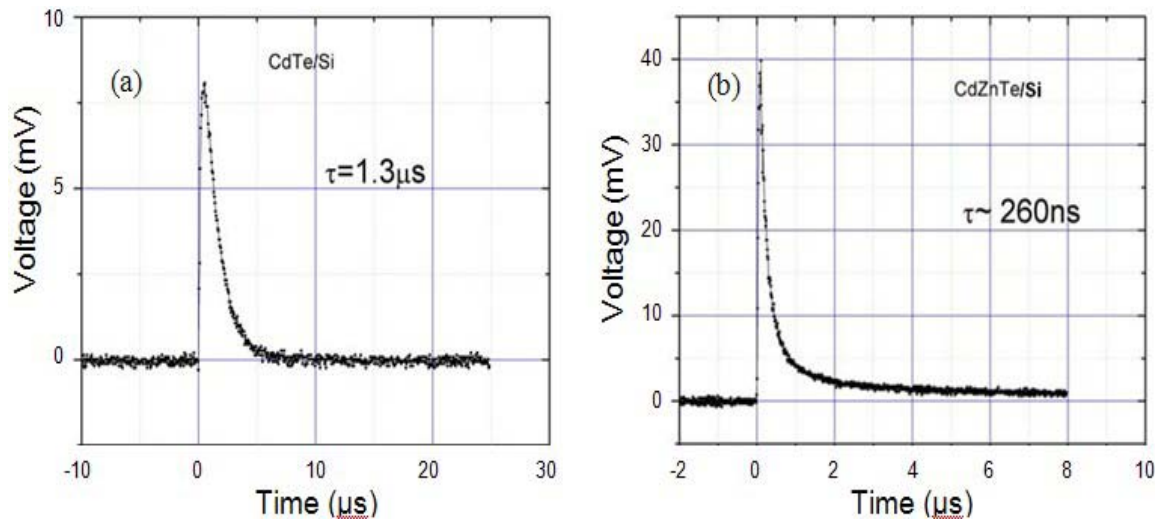 10
(a)
CdTe/Si
τ=1.3μs
5
0
-10
0
10
20
30
Voltage (mV)
Time (μs)
40
(b)
CdZnTe/Si
30
τ~ 260ns
20
10
0
-2
0
2
4
6
8
10
Voltage (mV)
Time (μs)